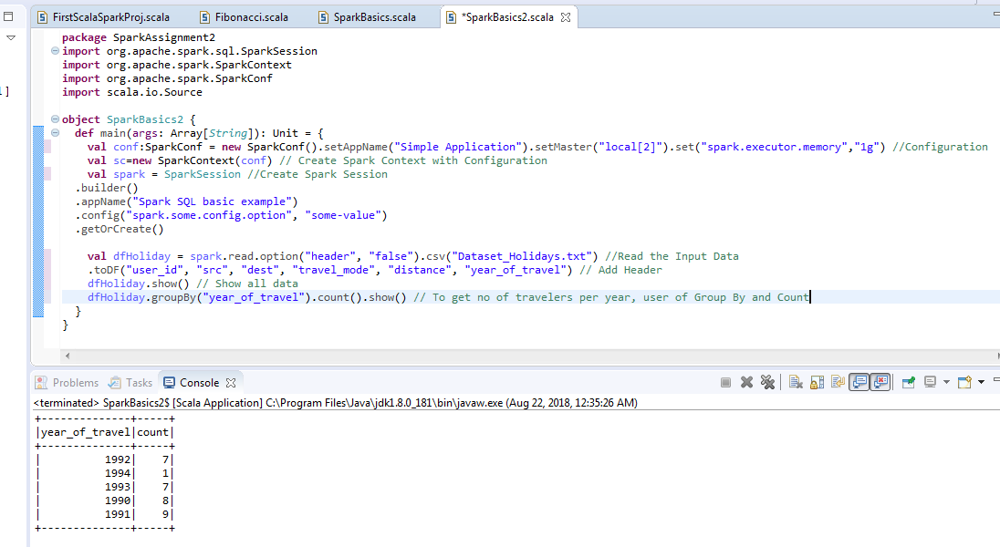 FirstScalaSparkProj.scala Fibonacci.scala SparkBasics.scala *SparkBasics2.scala
package SparkAssignment2
import org.apache.spark.sql.SparkSession
import org.apache.spark.SparkContext
import org.apache.spark.SparkConf
]
import scala.io.Source
object SparkBasics2 {
def main(args: Array[String]): Unit = {
val conf:SparkConf = new SparkConf().setAppName("Simple Application").setMaster("local[2]").set("spark.executor.memory","1g") //Configuration
val sc=new SparkContext(conf) // Create Spark Context with Configuration
val spark = SparkSession //Create Spark Session
.builder()
.appName("Spark SQL basic example")
.config("spark.some.config.option", "some-value")
.getOrCreate()
val dfHoliday = spark.read.option("header", "false").csv("Dataset_Holidays.txt") //Read the Input Data
.toDF("user_id", "src", "dest", "travel_mode", "distance", "year_of_travel") // Add Header
dfHoliday.show() // Show all data
dfHoliday.groupBy("year_of_travel").count().show() // To get no of travelers per year, user of Group By and Count
}
}
Problems Tasks Console
<terminated> SparkBasics2$ [Scala Application] C:\Program Files\Java\jdk1.8.0_181\bin\javaw.exe (Aug 22, 2018, 12:35:26 AM)
+--------------+-----+
|year_of_travel|count|
+--------------+-----+
|          1992|    7|
|          1994|    1|
|          1993|    7|
|          1990|    8|
|          1991|    9|
+--------------+-----+